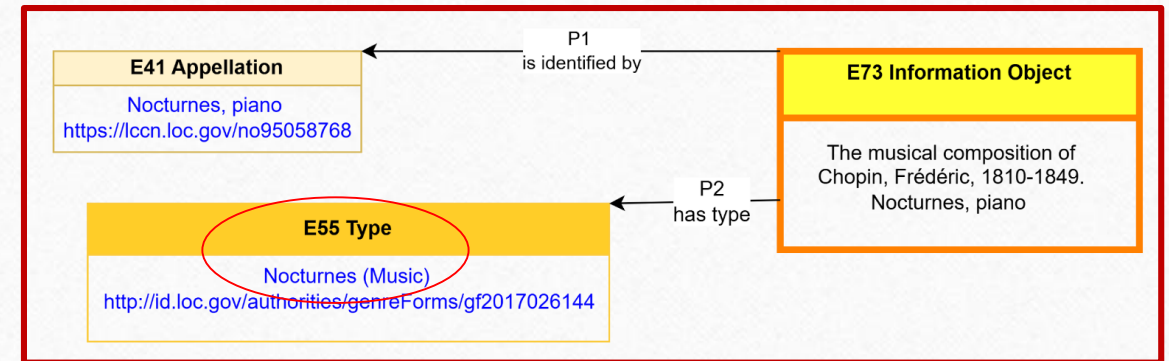 P1
is identified by
E41 Appellation
Nocturnes, piano
https://lccn.loc.gov/no95058768
E73 Information Object
The musical composition of
Chopin, Frédéric, 1810-1849.
Nocturnes, piano
P2
has type
E55 Type
Nocturnes (Music)
http://id.loc.gov/authorities/genreForms/gf2017026144